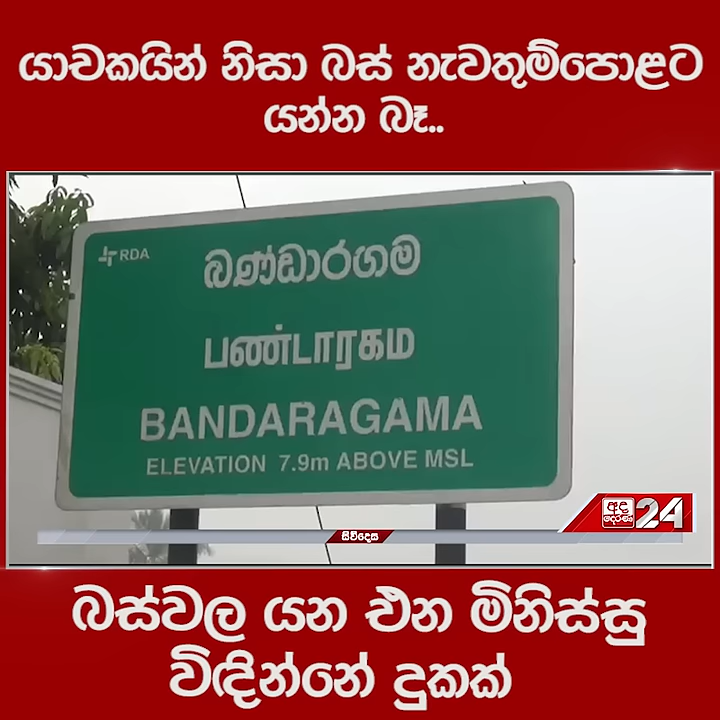 යාචකයින් නිසා බස් නැවතුම්පොළට
යන්න බෑ..
RDA
බණ්ඩාරගම
பண்டாரகம
BANDARAGAMA
ELEVATION 7.9m ABOVE MSL
අද දෙරණ 24
සිව්දෙස
බස්වල යන එන මිනිස්සු
විඳින්නේ දුකක්